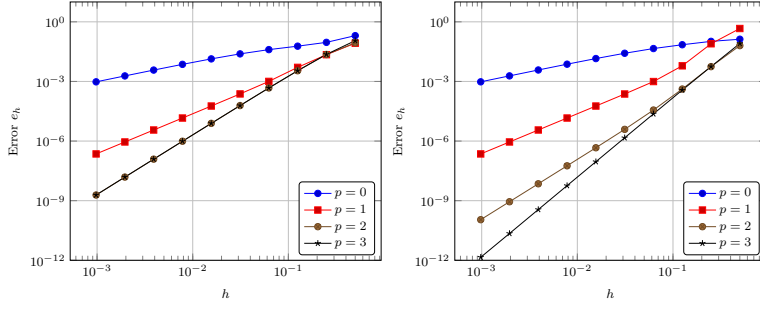 10^0
10^−3
10^−6
10^−9
10^−12
Error e_h
10^−3
10^−2
10^−1
h
p = 0
p = 1
p = 2
p = 3
10^0
10^−3
10^−6
10^−9
10^−12
Error e_h
10^−3
10^−2
10^−1
h
p = 0
p = 1
p = 2
p = 3